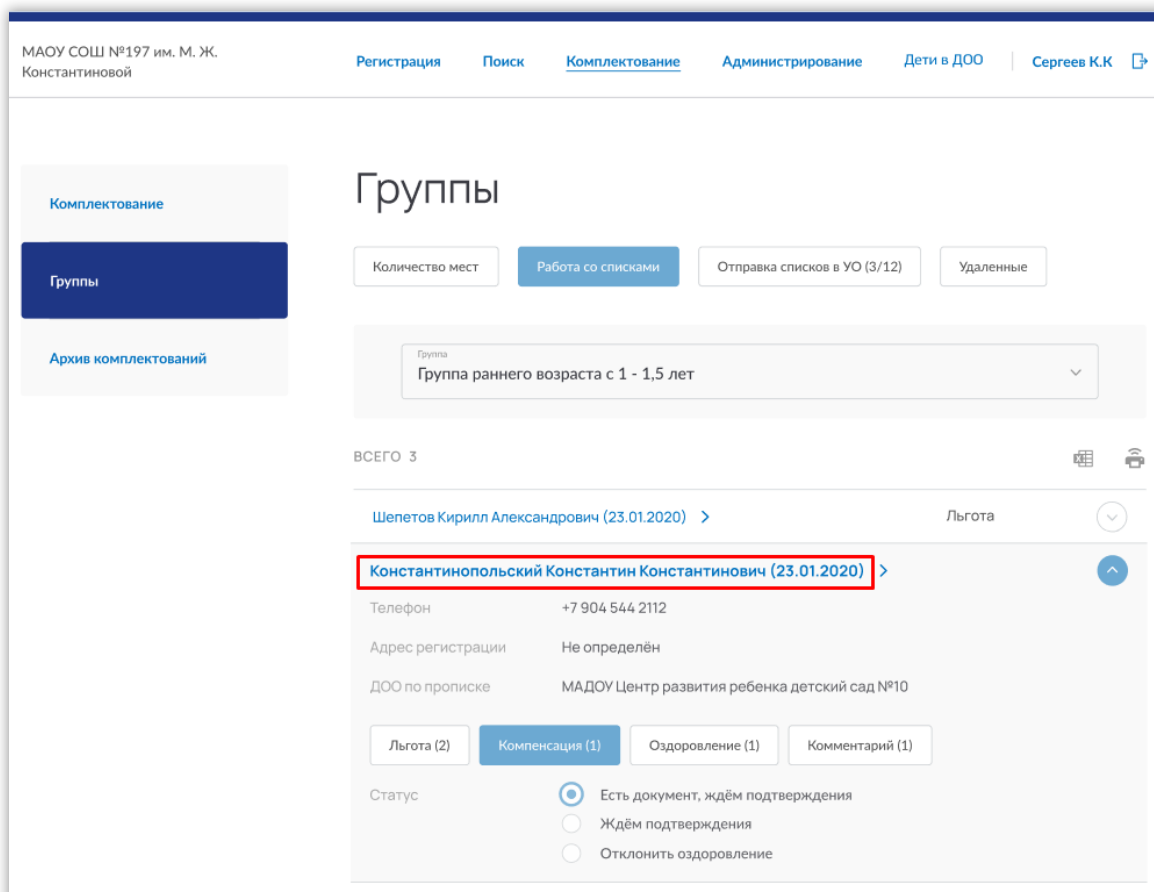 МАОУ СОШ №197 им. М. Ж.
Константиновой
Регистрация Поиск Комплектование Администрирование Дети в ДОО Сергеев К.К
Комплектование
Группы
Архив комплектований
Группы
Количество мест Работа со списками Отправка списков в УО (3/12) Удаленные
Группа
Группа раннего возраста с 1 - 1,5 лет
ВСЕГО 3
Шепетов Кирилл Александрович (23.01.2020) Льгота
Константинопольский Константин Константинович (23.01.2020)
Телефон +7 904 544 2112
Адрес регистрации Не определён
ДОО по прописке МАДОУ Центр развития ребенка детский сад №10
Льгота (2) Компенсация (1) Оздоровление (1) Комментарий (1)
Статус Есть документ, ждём подтверждения
Ждём подтверждения
Отклонить оздоровление